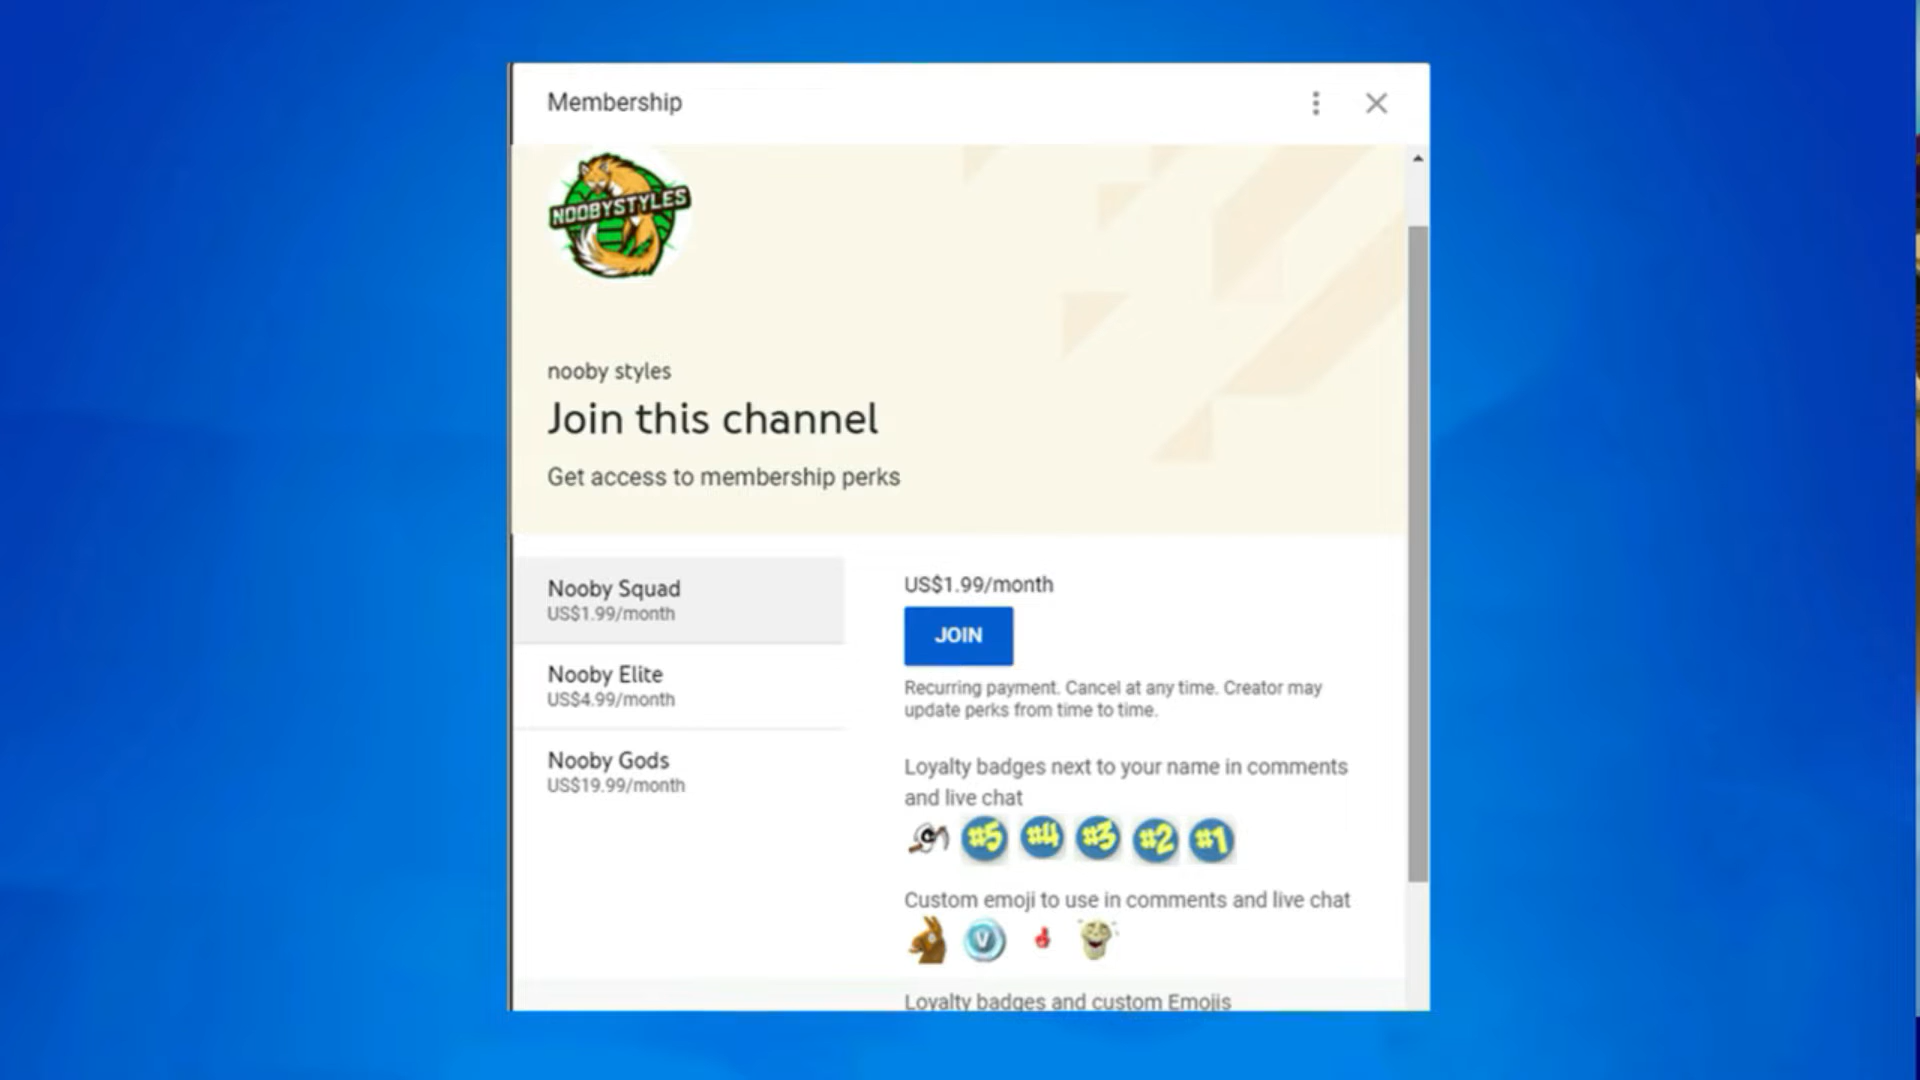 Membership
NOOBYSTYLES
nooby styles
Join this channel
Get access to membership perks
Nooby Squad
US$1.99/month
Nooby Elite
US$4.99/month
Nooby Gods
US$19.99/month
US$1.99/month
JOIN
Recurring payment. Cancel at any time. Creator may
update perks from time to time.
Loyalty badges next to your name in comments
and live chat
#5 #4 #3 #2 #1
Custom emoji to use in comments and live chat
V
Loyalty badges and custom Emojis